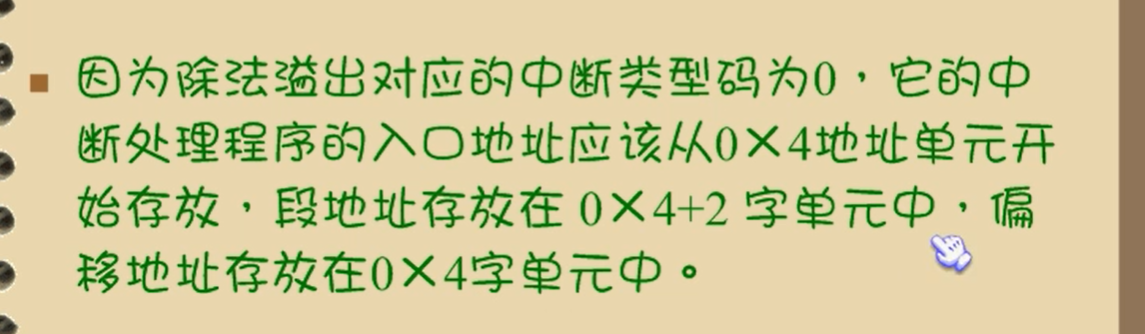 因为除法溢出对应的中断类型码为0，它的中
断处理程序的入口地址应该从0×4地址单元开
始存放，段地址存放在 0×4+2 字单元中，偏
移地址存放在0×4字单元中。